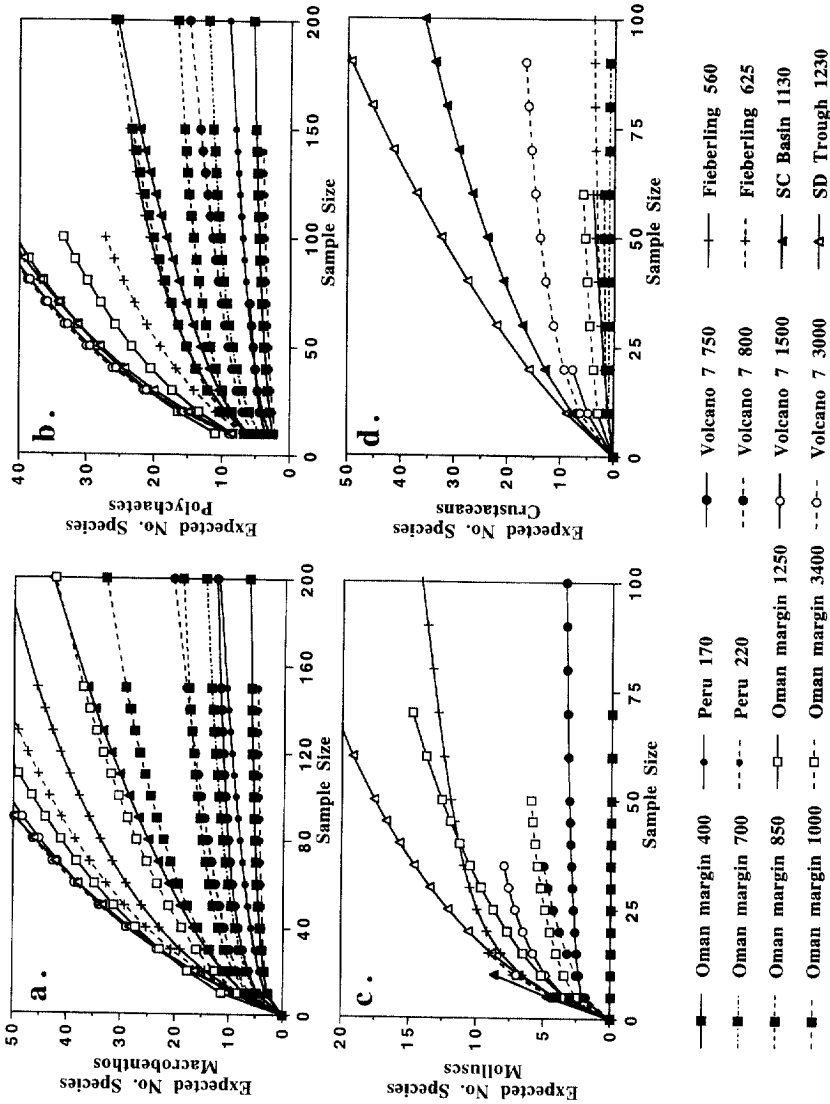 a.
Expected No. Species
Macrobenthos
50
40
30
20
10
0
0
40
80
120
160
200
Sample Size
b.
Expected No. Species
Polychaetes
40
30
20
10
0
0
50
100
150
200
Sample Size
c.
Expected No. Species
Molluscs
20
15
10
5
0
0
25
50
75
100
Sample Size
d.
Expected No. Species
Crustaceans
50
40
30
20
10
0
0
25
50
75
100
Sample Size
Oman margin 400
Oman margin 700
Oman margin 850
Oman margin 1000
Peru 170
Peru 220
Oman margin 1250
Oman margin 3400
Volcano 7 750
Volcano 7 800
Volcano 7 1500
Volcano 7 3000
Fieberling 560
Fieberling 625
SC Basin 1130
SD Trough 1230